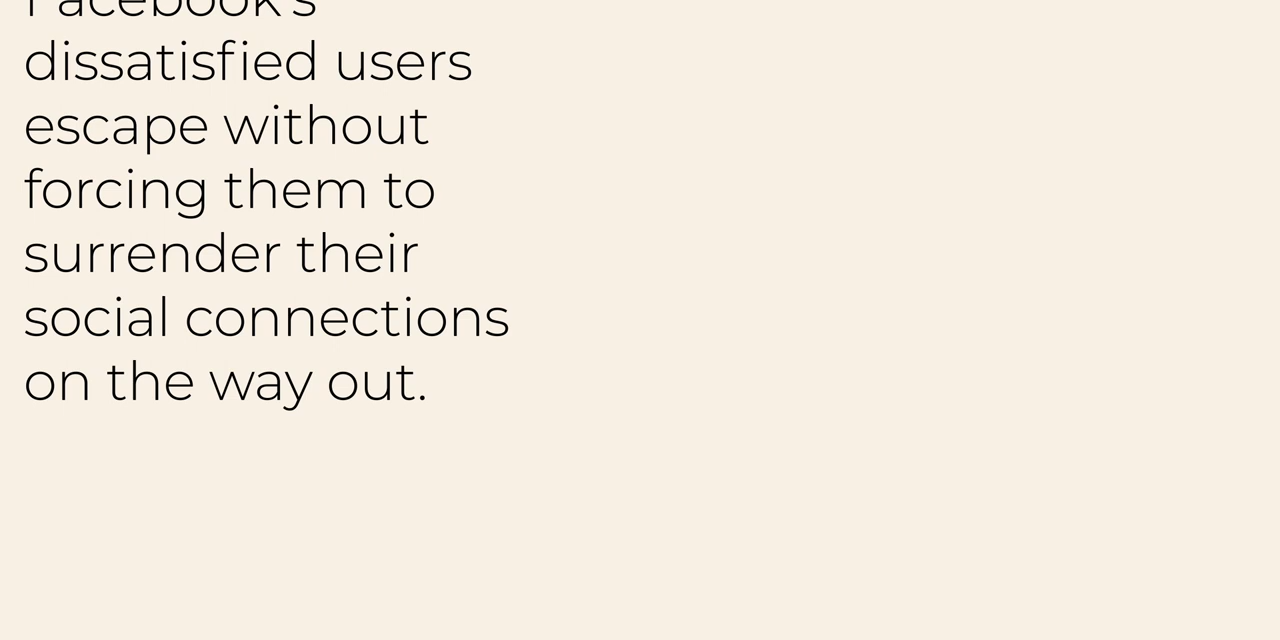 Facebook's
dissatisfied users
escape without
forcing them to
surrender their
social connections
on the way out.